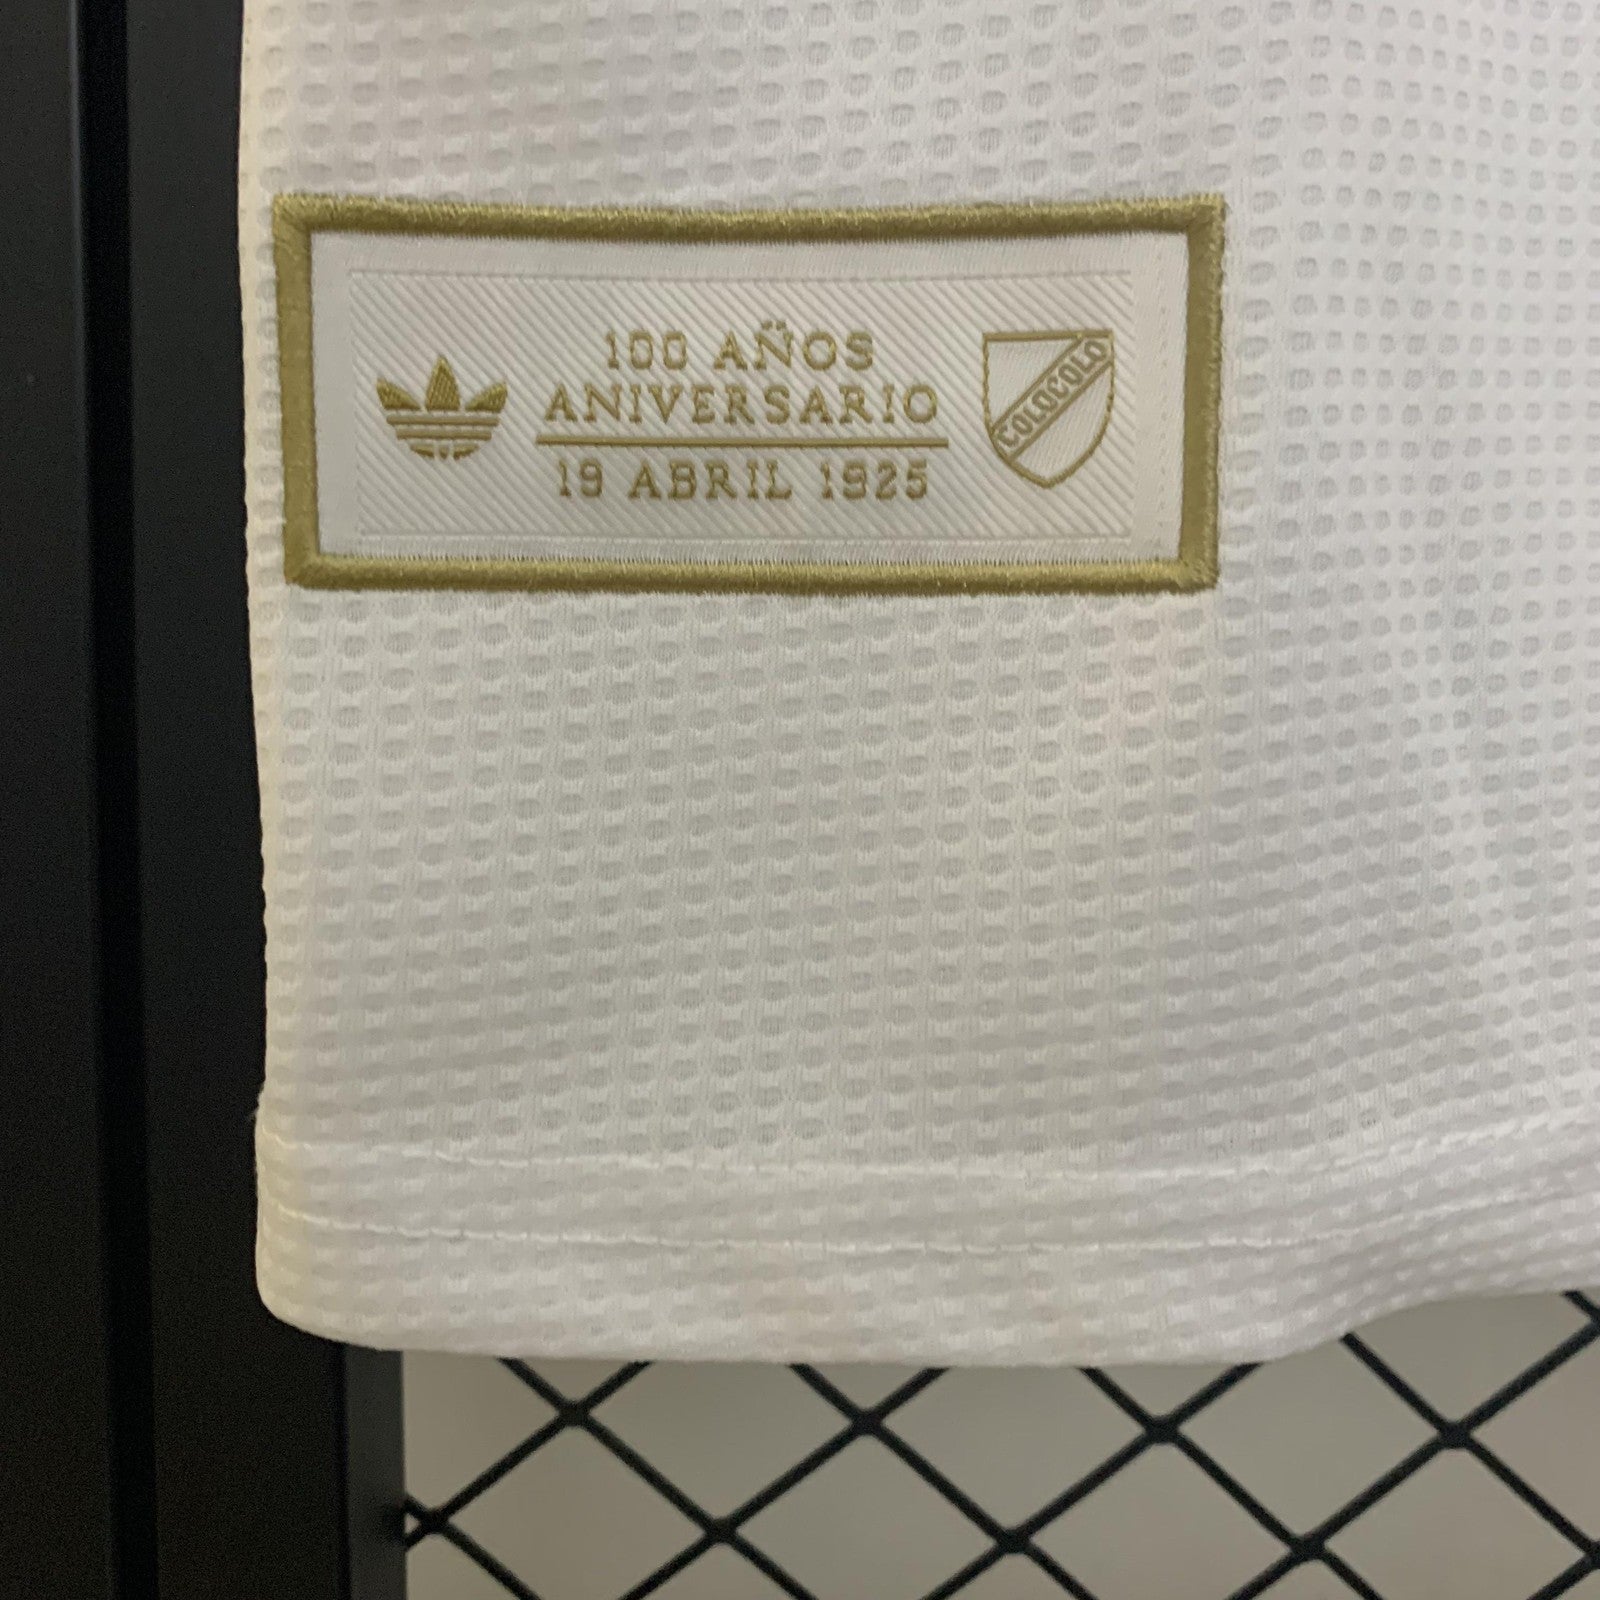 100 AÑOS
ANIVERSARIO
19 ABRIL 1925
COLOCOLO